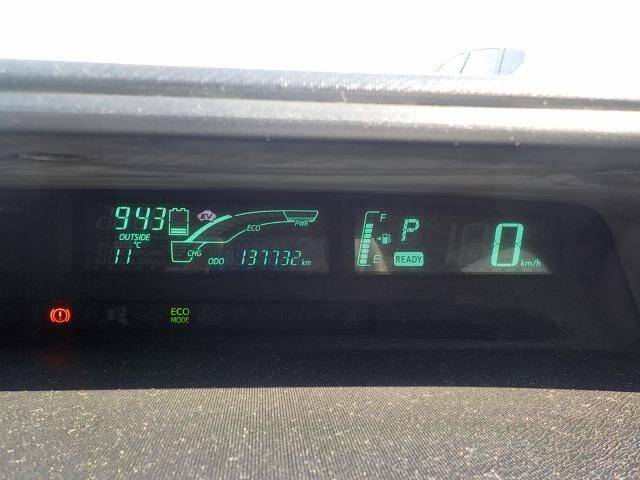 943
EV
ECO
PWR
OUTSIDE
°C
11
CHG
ODO 137732 km
F
E
P
READY
0 km/h
ECO
MODE